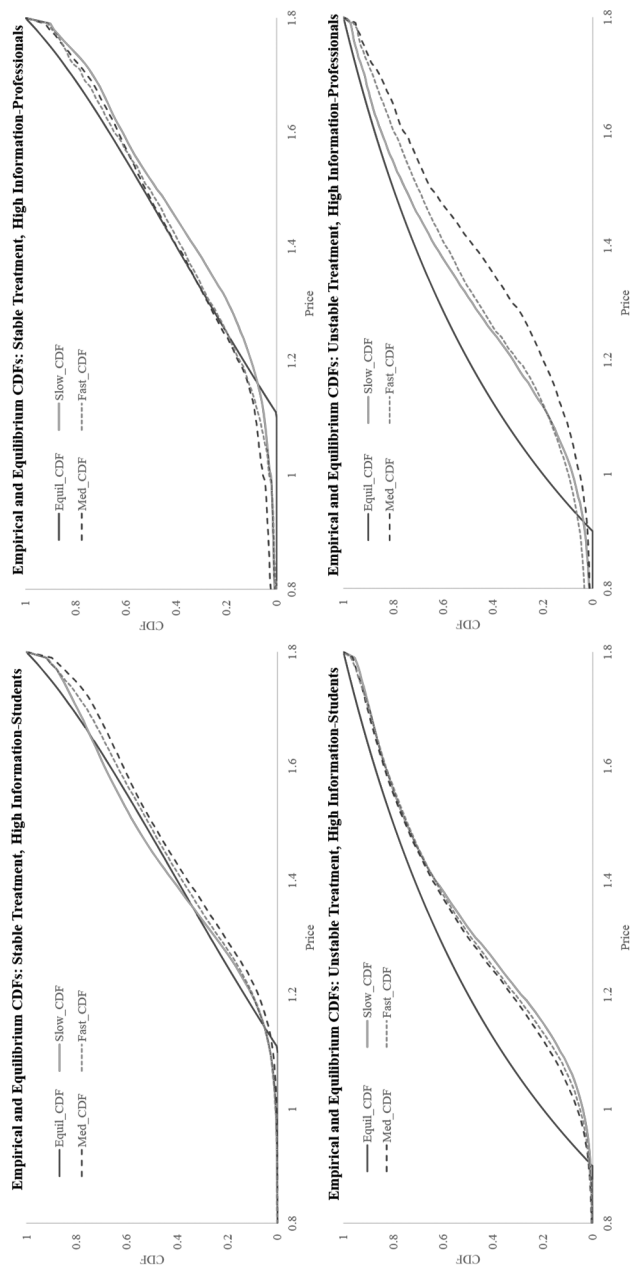 Empirical and Equilibrium CDFs: Stable Treatment, High Information-Students
Equil_CDF
Slow_CDF
Med_CDF
Fast_CDF
CDF
1
0.8
0.6
0.4
0.2
0
0.8
1
1.2
1.4
1.6
1.8
Price
Empirical and Equilibrium CDFs: Stable Treatment, High Information-Professionals
Equil_CDF
Slow_CDF
Med_CDF
Fast_CDF
CDF
1
0.8
0.6
0.4
0.2
0
0.8
1
1.2
1.4
1.6
1.8
Price
Empirical and Equilibrium CDFs: Unstable Treatment, High Information-Students
Equil_CDF
Slow_CDF
Med_CDF
Fast_CDF
CDF
1
0.8
0.6
0.4
0.2
0
0.8
1
1.2
1.4
1.6
1.8
Price
Empirical and Equilibrium CDFs: Unstable Treatment, High Information-Professionals
Equil_CDF
Slow_CDF
Med_CDF
Fast_CDF
CDF
1
0.8
0.6
0.4
0.2
0
0.8
1
1.2
1.4
1.6
1.8
Price